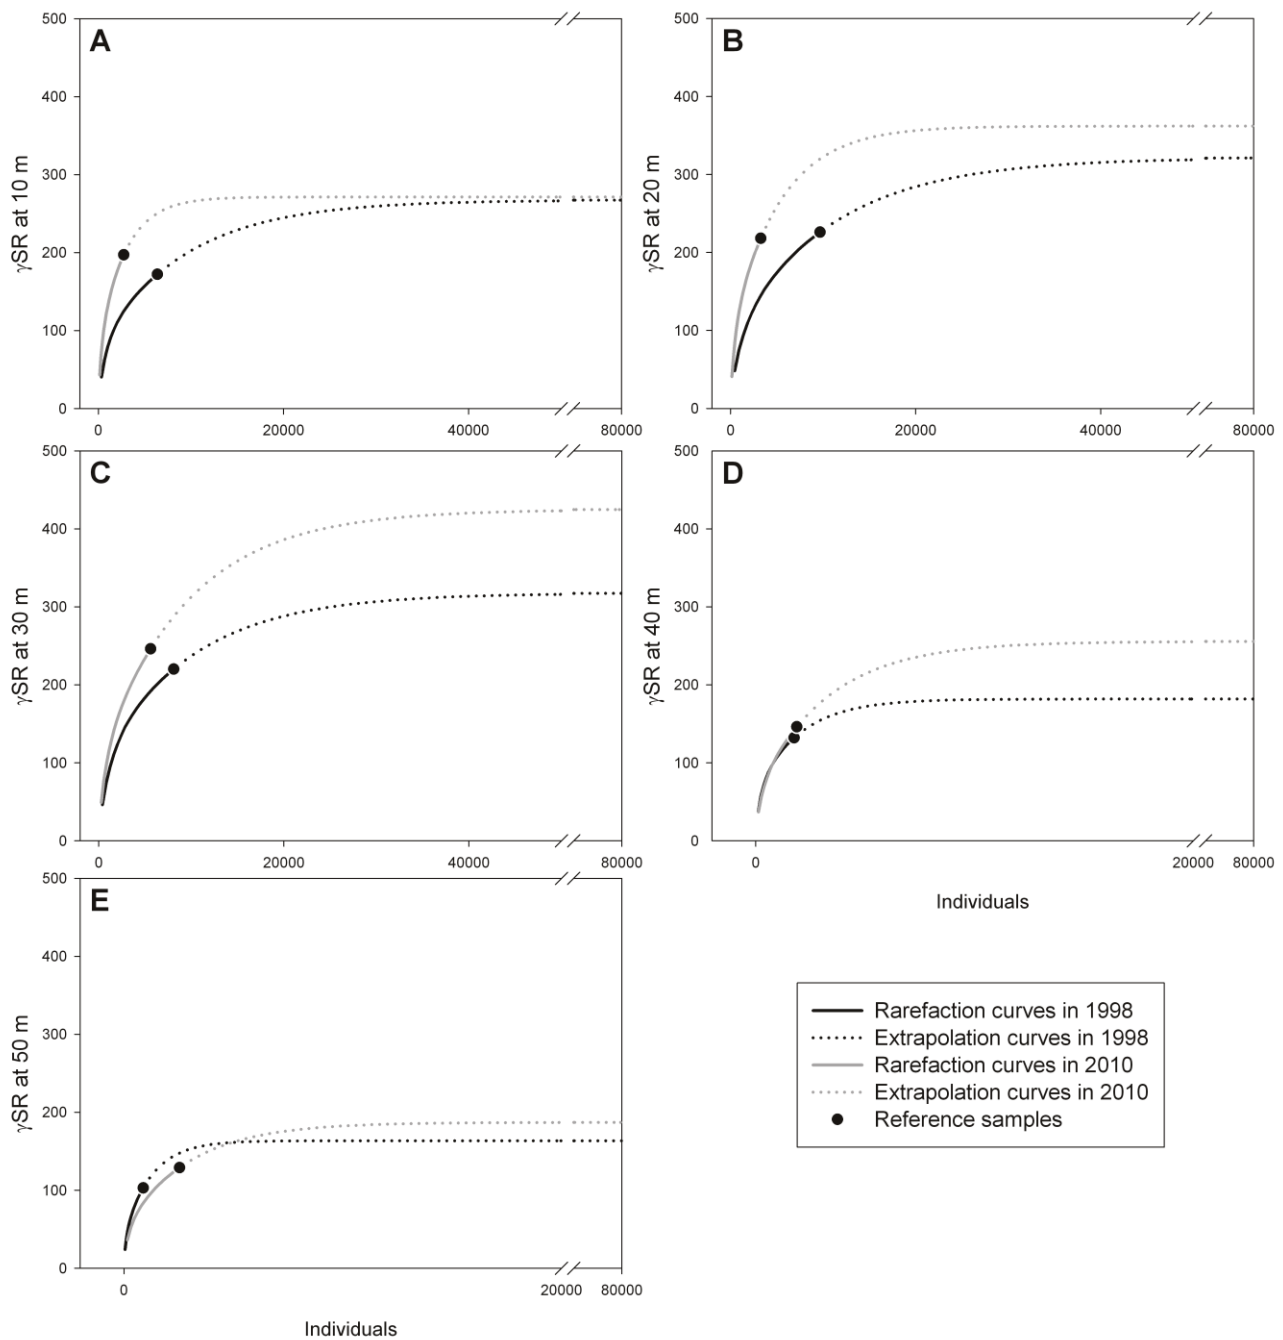 A
γSR at 10 m
500
400
300
200
100
0
0 20000 40000 80000
B
γSR at 20 m
500
400
300
200
100
0
0 20000 40000 80000
C
γSR at 30 m
500
400
300
200
100
0
0 20000 40000 80000
D
γSR at 40 m
500
400
300
200
100
0
0 20000 80000
Individuals
E
γSR at 50 m
500
400
300
200
100
0
0 20000 80000
Individuals
Rarefaction curves in 1998
Extrapolation curves in 1998
Rarefaction curves in 2010
Extrapolation curves in 2010
Reference samples